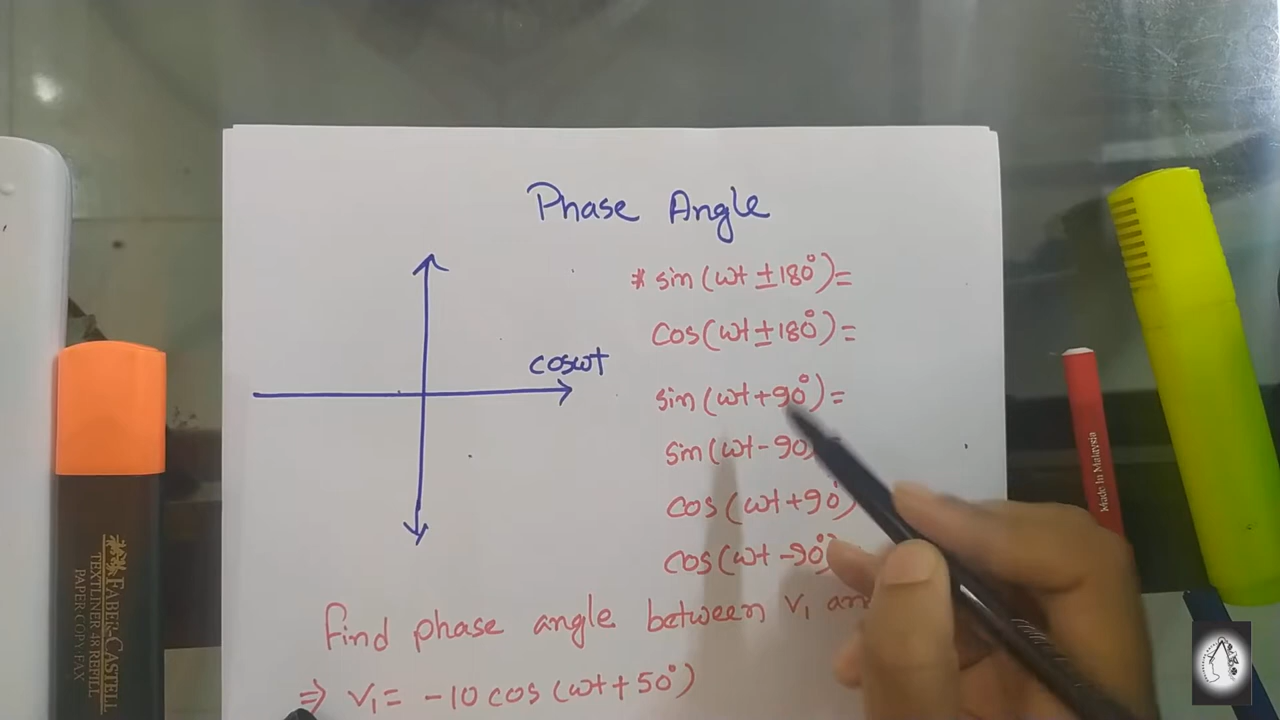 Phase Angle
* sin(ωt ± 180°) =
cos(ωt ± 180°) =
cosωt
sin(ωt + 90°) =
sin(ωt - 90
cos(ωt + 90°)
cos(ωt - 90°)
find phase angle between V₁
⇒ V₁ = -10 cos(ωt + 50°)
FABER-CASTELL
TEXTLINER 48 REFILL
PAPER COPY FAX
Made In Malaysia